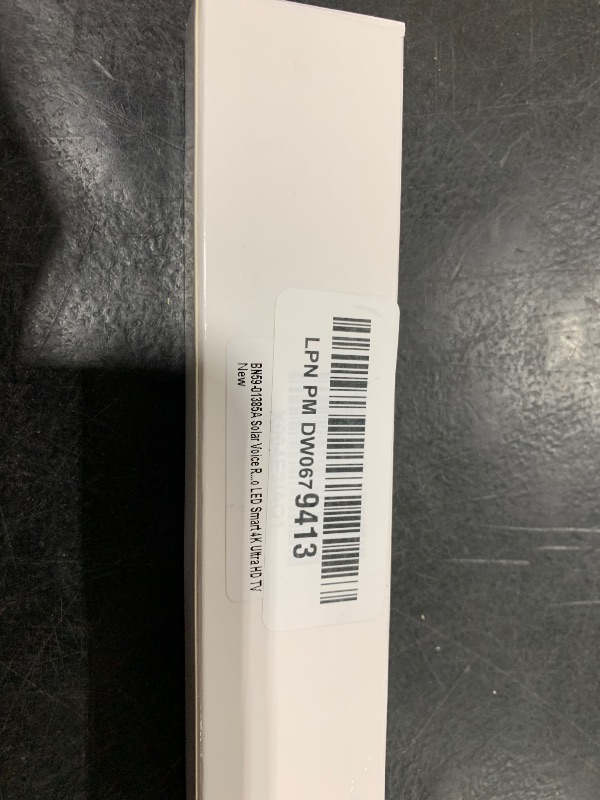 LPN PM DW0679413
BN59-01385A Solar Voice R...o LED Smart 4K Ultra HD TV
New